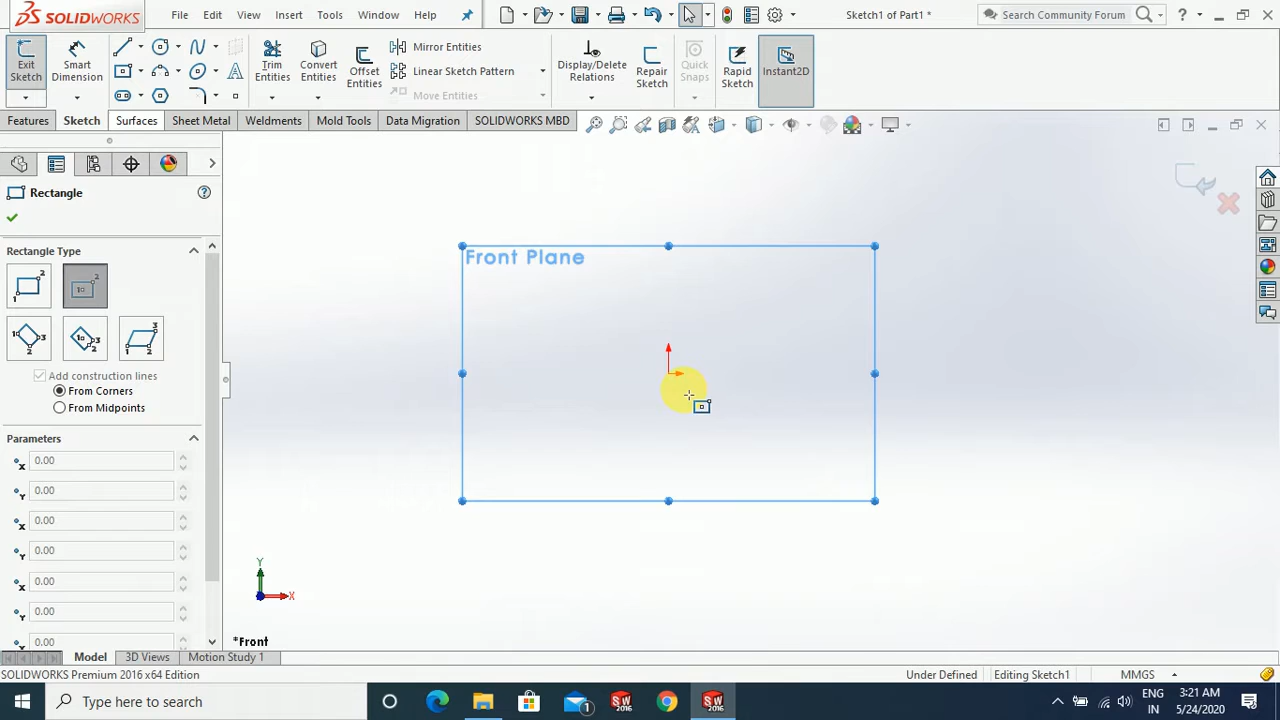 SOLIDWORKS
File Edit View Insert Tools Window Help
Sketch1 of Part1 *
Search Community Forum
?
Exit Sketch
Smart Dimension
Trim Entities
Convert Entities
Offset Entities
Mirror Entities
Linear Sketch Pattern
Move Entities
Display/Delete Relations
Repair Sketch
Quick Snaps
Rapid Sketch
Instant2D
Features Sketch Surfaces Sheet Metal Weldments Mold Tools Data Migration SOLIDWORKS MBD
Rectangle
Rectangle Type
Add construction lines
From Corners
From Midpoints
Parameters
0.00
0.00
0.00
0.00
0.00
0.00
0.00
Front Plane
Y
X
*Front
Model 3D Views Motion Study 1
SOLIDWORKS Premium 2016 x64 Edition
Under Defined Editing Sketch1 MMGS
Type here to search
ENG
IN
3:21 AM
5/24/2020